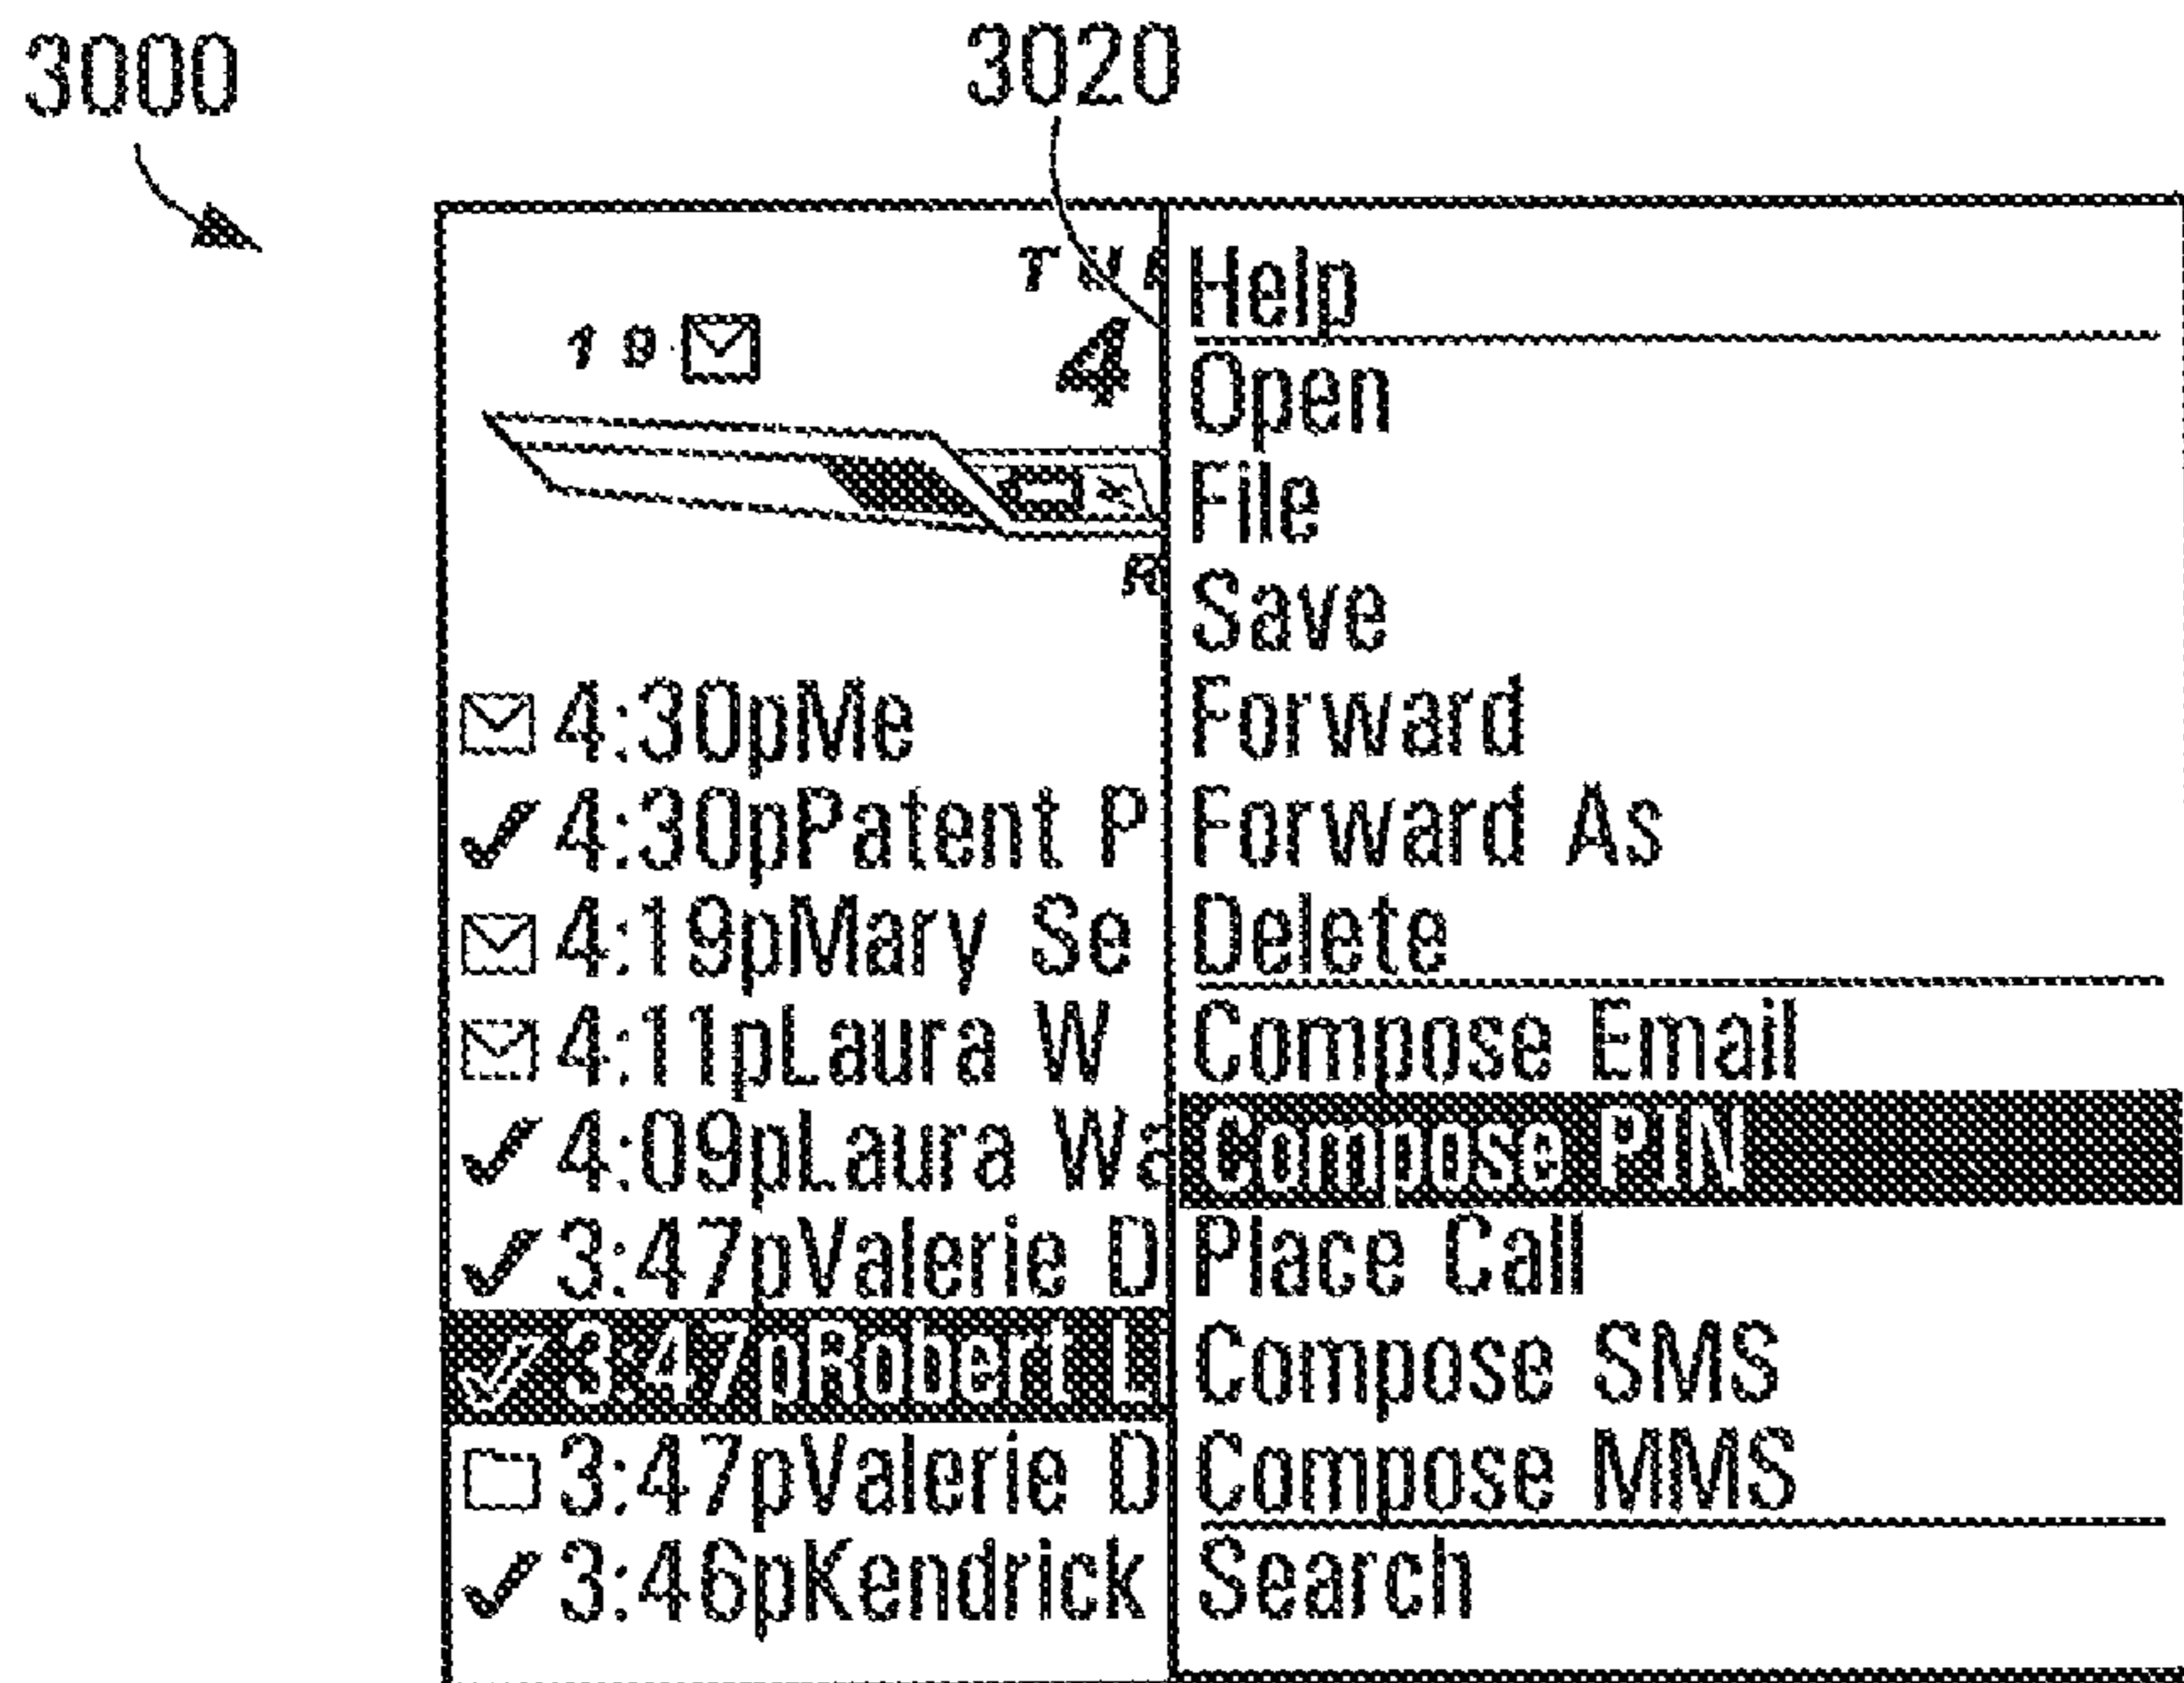 3000
3020
19
4
Help
Open
File
Save
Forward
Forward As
Delete
Compose Email
Compose PIN
Place Call
Compose SMS
Compose MMS
Search
4:30pMe
4:30pPatent P
4:19pMary Se
4:11pLaura W
4:09pLaura Wa
3:47pValerie D
3:47pRobert L
3:47pValerie D
3:46pKendrick